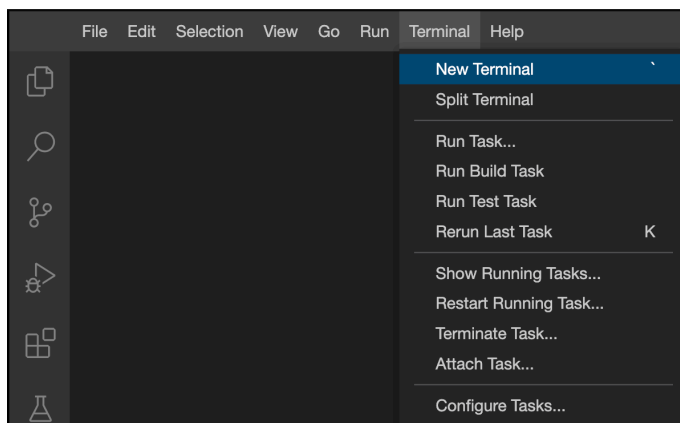 File Edit Selection View Go Run Terminal Help
New Terminal `
Split Terminal
Run Task...
Run Build Task
Run Test Task
Rerun Last Task K
Show Running Tasks...
Restart Running Task...
Terminate Task...
Attach Task...
Configure Tasks...